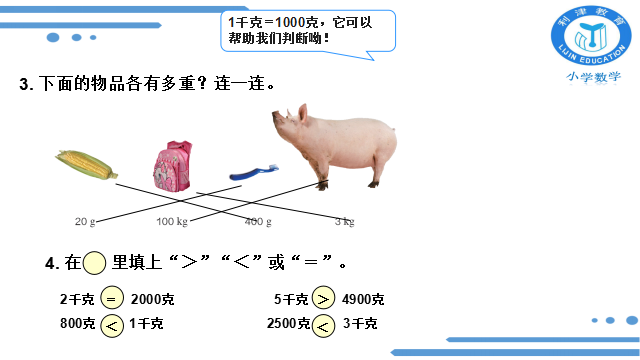 1千克=1000克，它可以
帮助我们判断呦！
利津教育
LIJIN EDUCATION
小学数学
3. 下面的物品各有多重？连一连。
20 g 100 kg 400 g 3 kg
4. 在 里填上“＞”“＜”或“＝”。
2千克 = 2000克 5千克 ＞ 4900克
800克 ＜ 1千克 2500克 ＜ 3千克